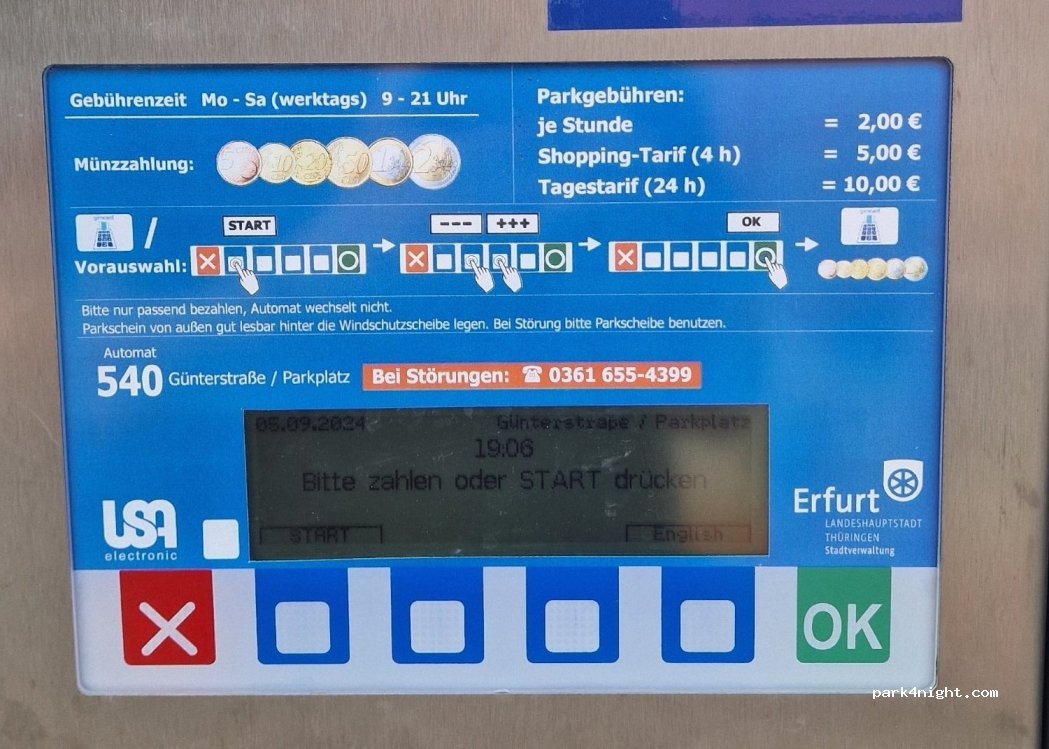 Gebührenzeit Mo - Sa (werktags) 9 - 21 Uhr
Münzzahlung:
Parkgebühren:
je Stunde = 2,00 €
Shopping-Tarif (4 h) = 5,00 €
Tagestarif (24 h) = 10,00 €
START
--- +++
OK
/
Vorauswahl:
Bitte nur passend bezahlen, Automat wechselt nicht.
Parkschein von außen gut lesbar hinter die Windschutzscheibe legen. Bei Störung bitte Parkscheibe benutzen.
Automat
540 Günterstraße / Parkplatz
Bei Störungen: ☎ 0361 655-4399
05.09.2024 Günterstraße / Parkplatz
19:06
Bitte zahlen oder START drücken
START English
USA
electronic
Erfurt
LANDESHAUPTSTADT
THÜRINGEN
Stadtverwaltung
OK
park4night.com